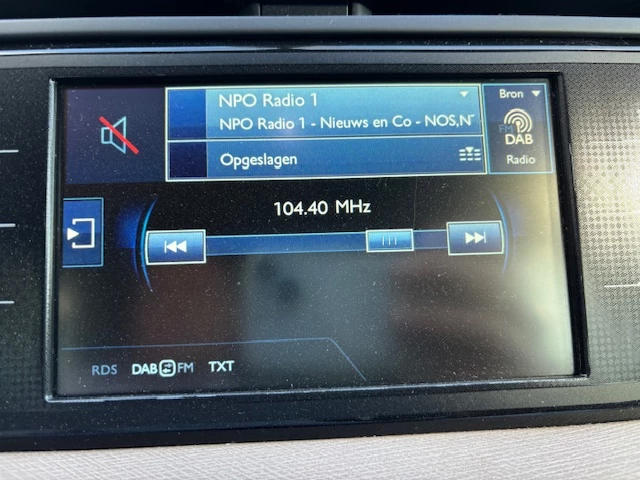 NPO Radio 1
Bron
NPO Radio 1 - Nieuws en Co - NOS,N
FM
DAB
Opgeslagen
Radio
104.40 MHz
RDS DAB FM TXT